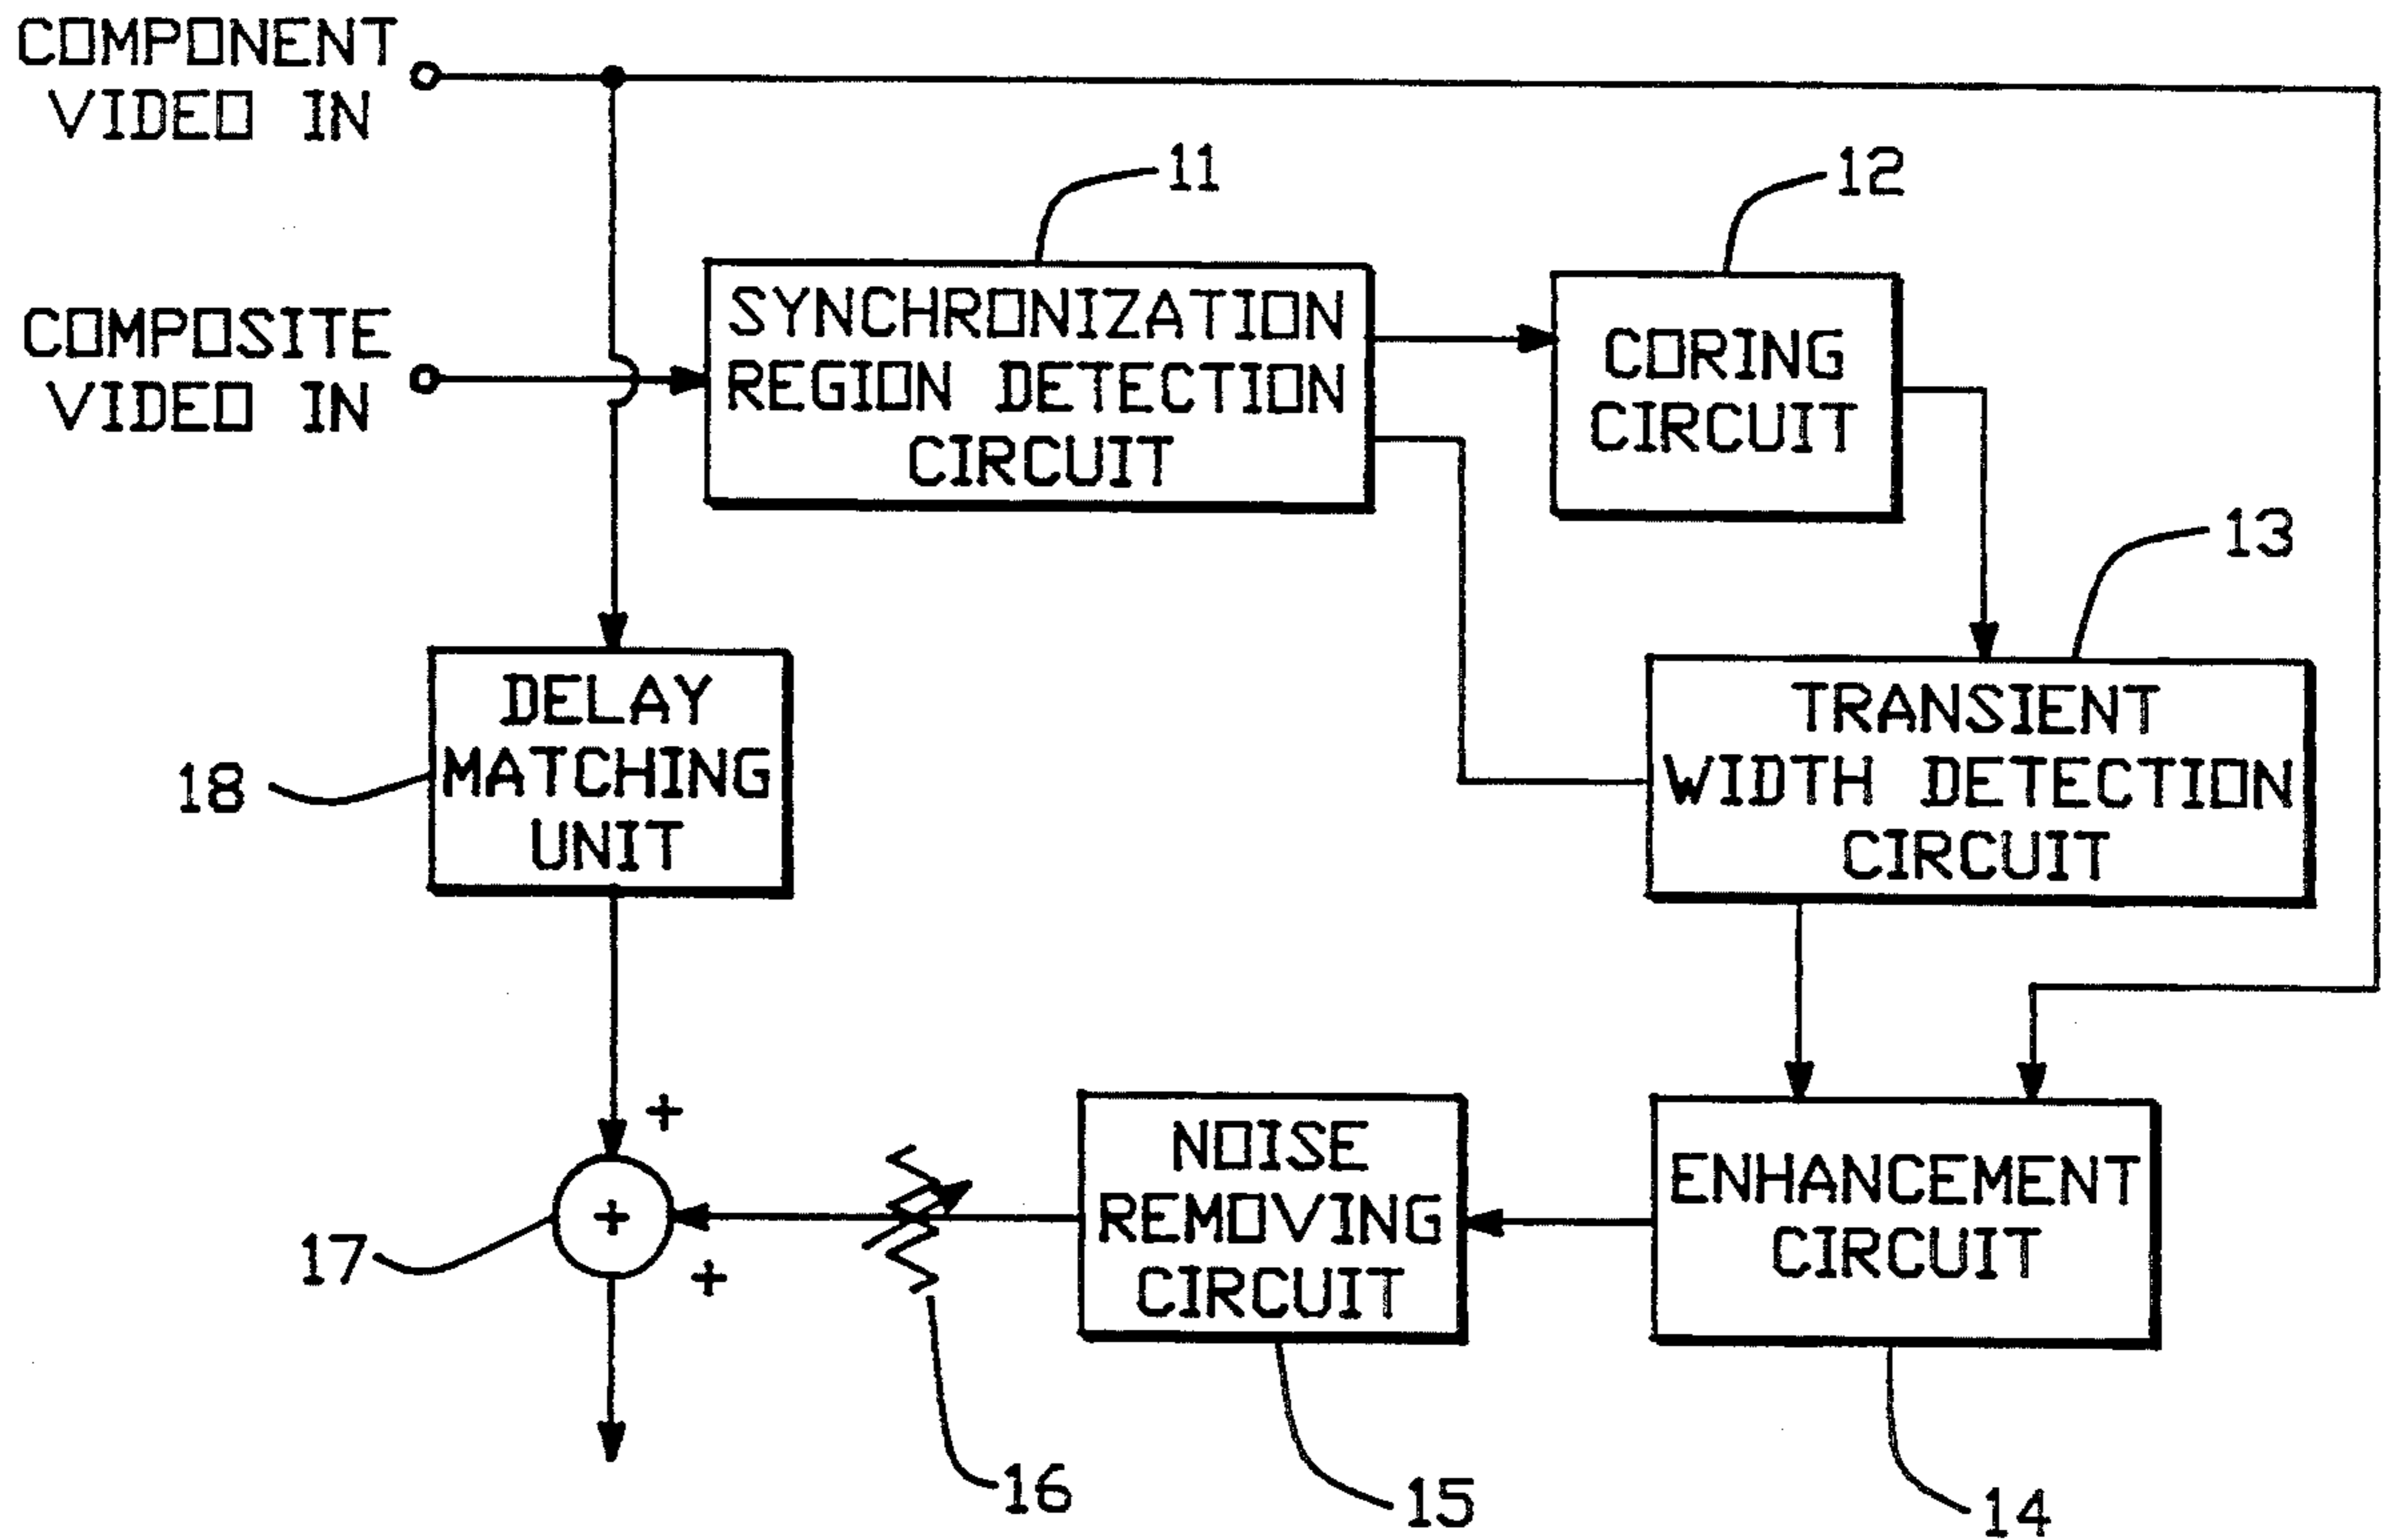 COMPONENT
VIDEO IN
11
12
COMPOSITE
VIDEO IN
SYNCHRONIZATION
REGION DETECTION
CIRCUIT
CORING
CIRCUIT
13
DELAY
MATCHING
UNIT
18
TRANSIENT
WIDTH DETECTION
CIRCUIT
+
+
+
17
16
NOISE
REMOVING
CIRCUIT
15
ENHANCEMENT
CIRCUIT
14